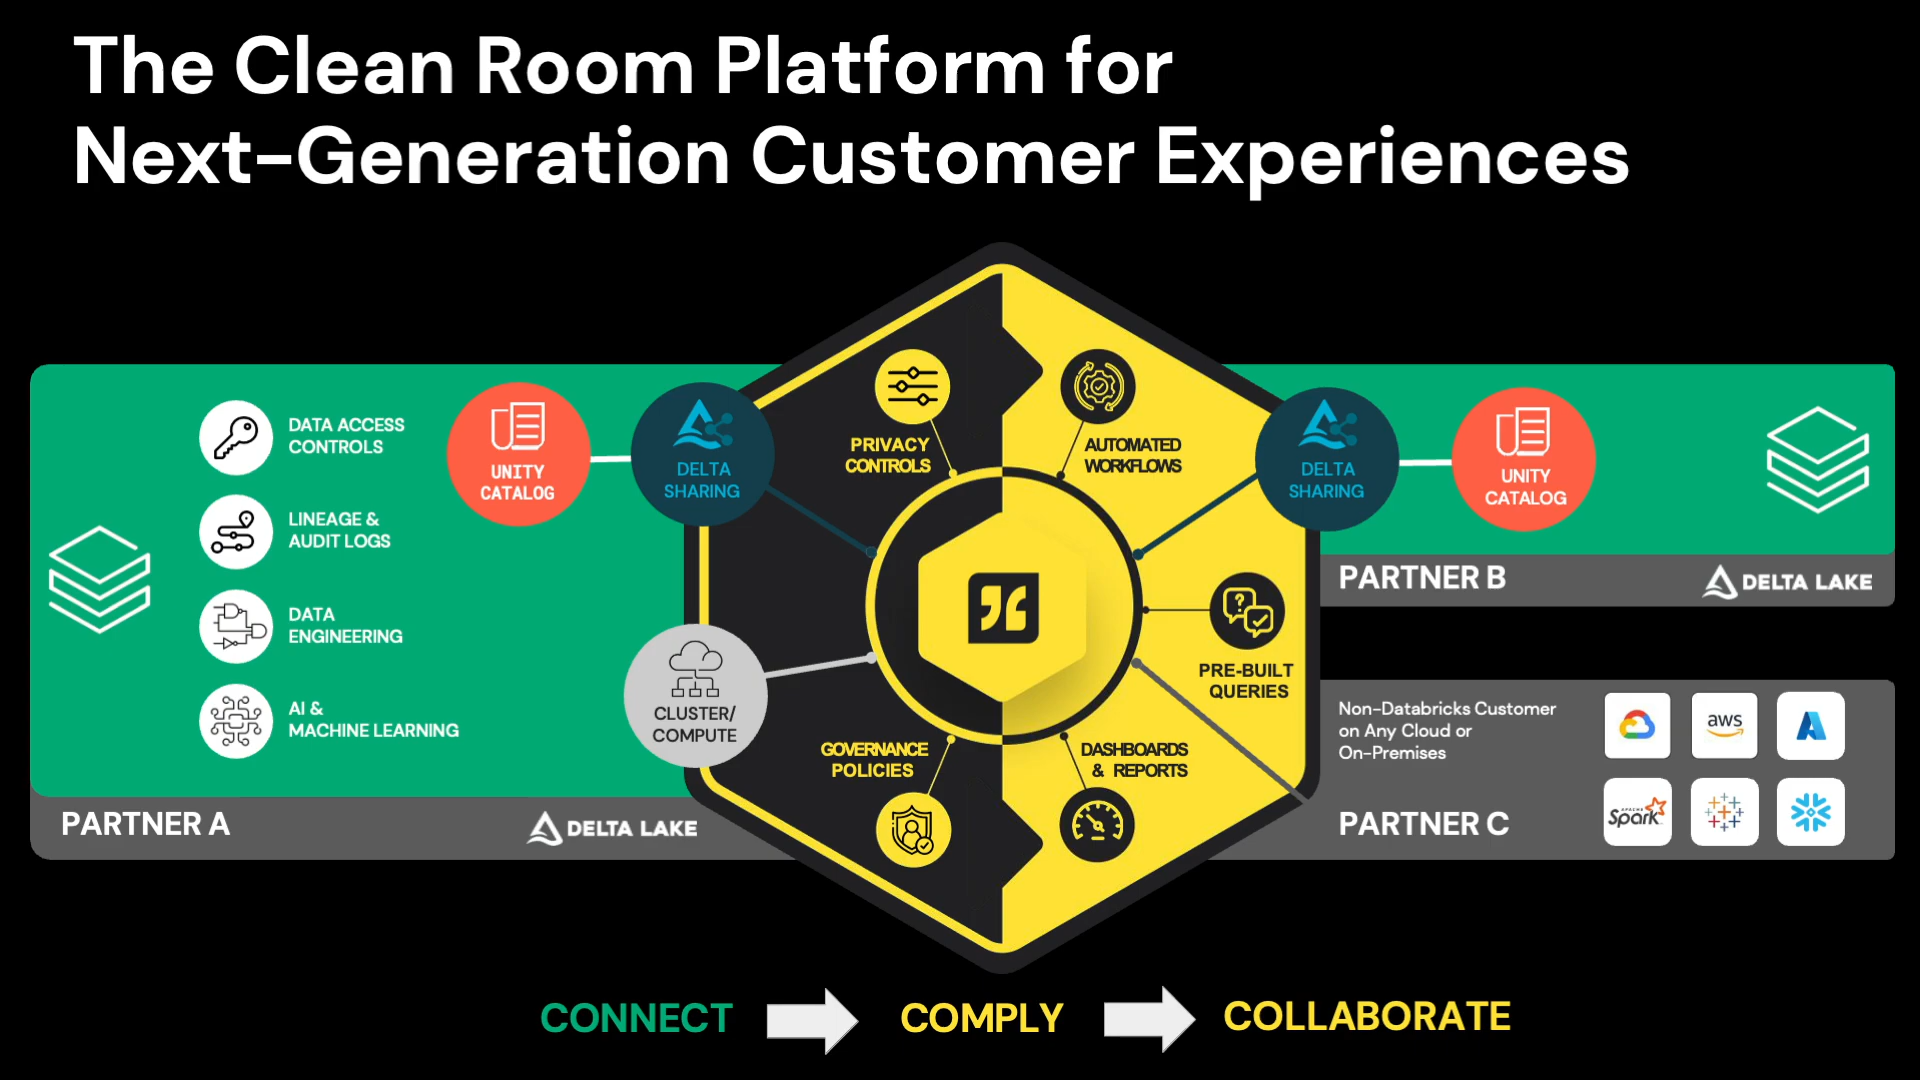 The Clean Room Platform for
Next-Generation Customer Experiences
DATA ACCESS
CONTROLS
LINEAGE &
AUDIT LOGS
DATA
ENGINEERING
AI &
MACHINE LEARNING
UNITY
CATALOG
DELTA
SHARING
CLUSTER/
COMPUTE
PARTNER A
DELTA LAKE
PRIVACY
CONTROLS
GOVERNANCE
POLICIES
AUTOMATED
WORKFLOWS
PRE-BUILT
QUERIES
DASHBOARDS
& REPORTS
DELTA
SHARING
UNITY
CATALOG
PARTNER B
DELTA LAKE
Non-Databricks Customer
on Any Cloud or
On-Premises
PARTNER C
aws
APACHE
Spark
CONNECT
COMPLY
COLLABORATE